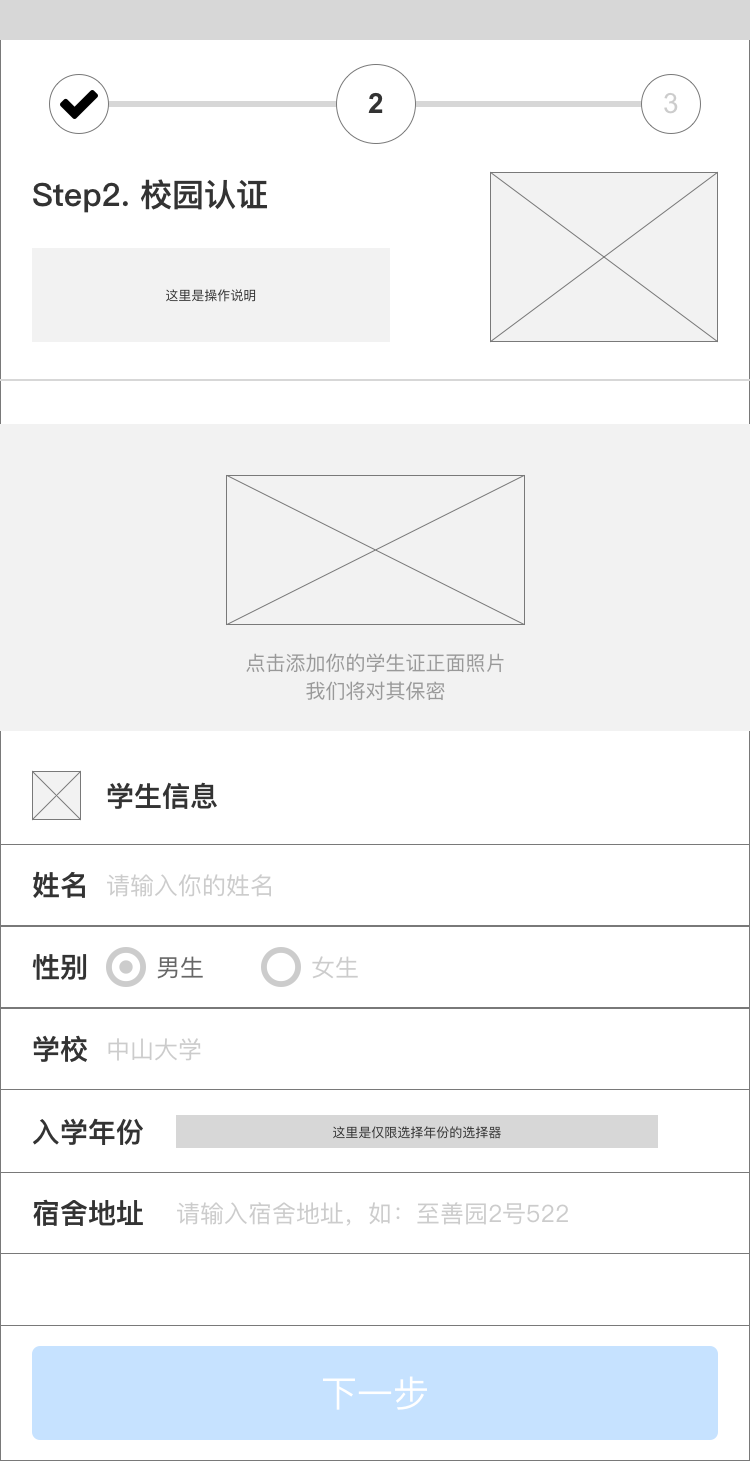 2
3
Step2. 校园认证
这里是操作说明
点击添加你的学生证正面照片
我们将对其保密
学生信息
姓名 请输入你的姓名
性别 男生 女生
学校 中山大学
入学年份 这里是仅限选择年份的选择器
宿舍地址 请输入宿舍地址，如：至善园2号522
下一步